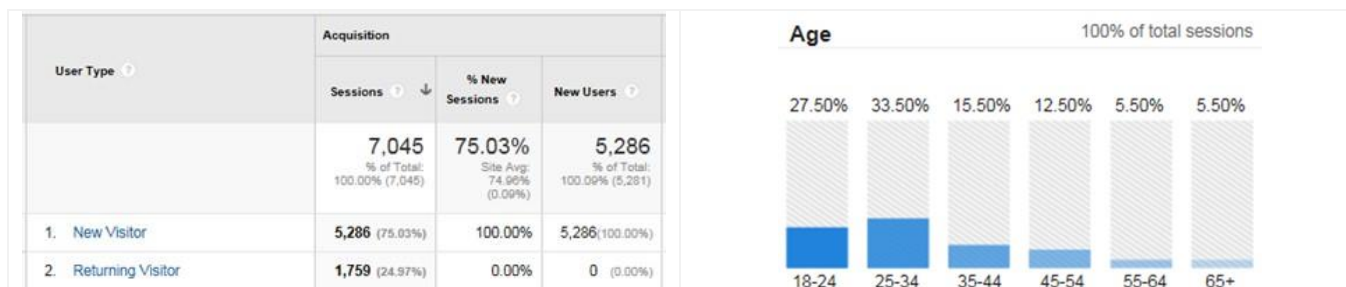 Acquisition
User Type ?
Sessions ? ↓
% New
Sessions ?
New Users ?
7,045
% of Total:
100.00% (7,045)
75.03%
Site Avg:
74.96%
(0.09%)
5,286
% of Total:
100.09% (5,281)
1. New Visitor 5,286 (75.03%) 100.00% 5,286(100.00%)
2. Returning Visitor 1,759 (24.97%) 0.00% 0 (0.00%)
Age 100% of total sessions
27.50% 33.50% 15.50% 12.50% 5.50% 5.50%
18-24 25-34 35-44 45-54 55-64 65+